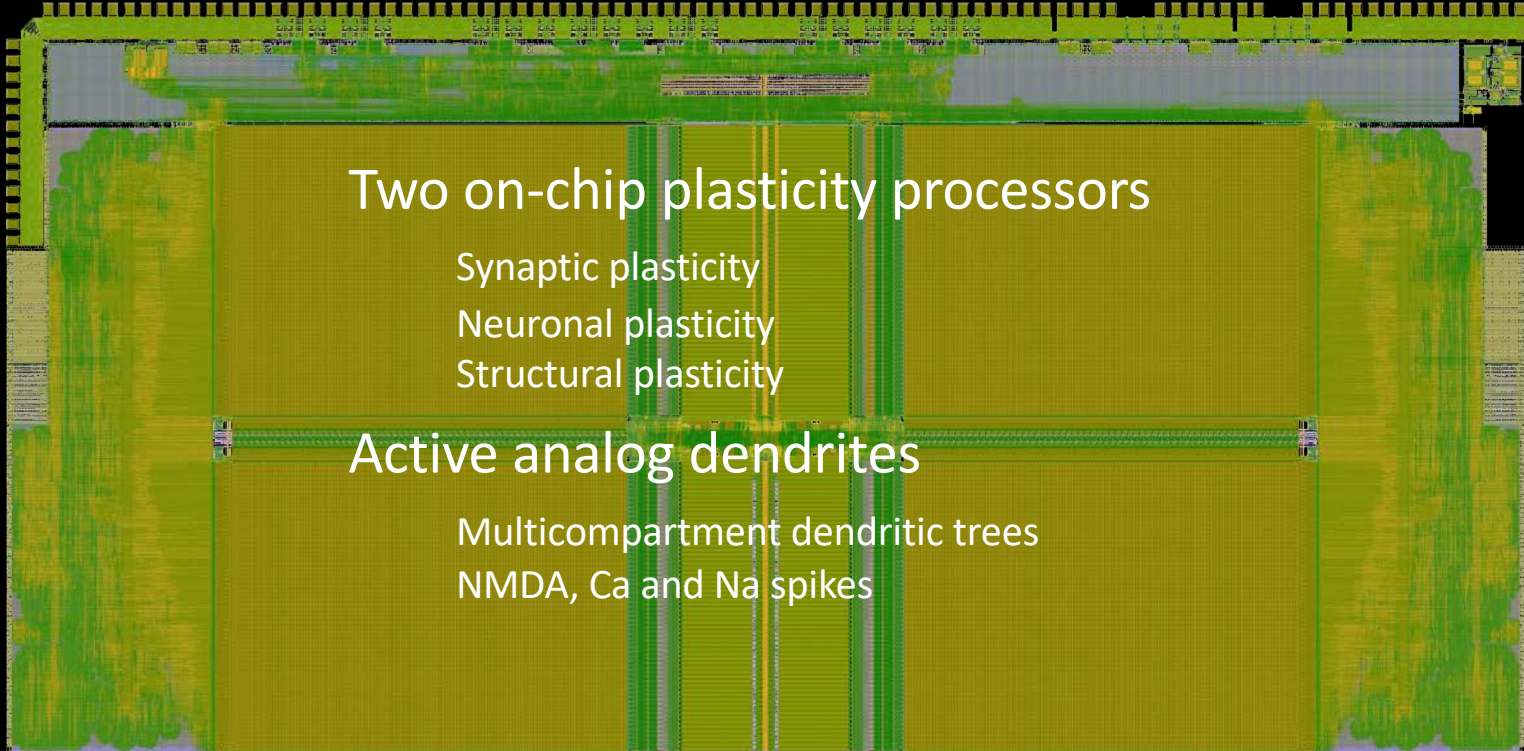 Two on-chip plasticity processors
Synaptic plasticity
Neuronal plasticity
Structural plasticity
Active analog dendrites
Multicompartment dendritic trees
NMDA, Ca and Na spikes